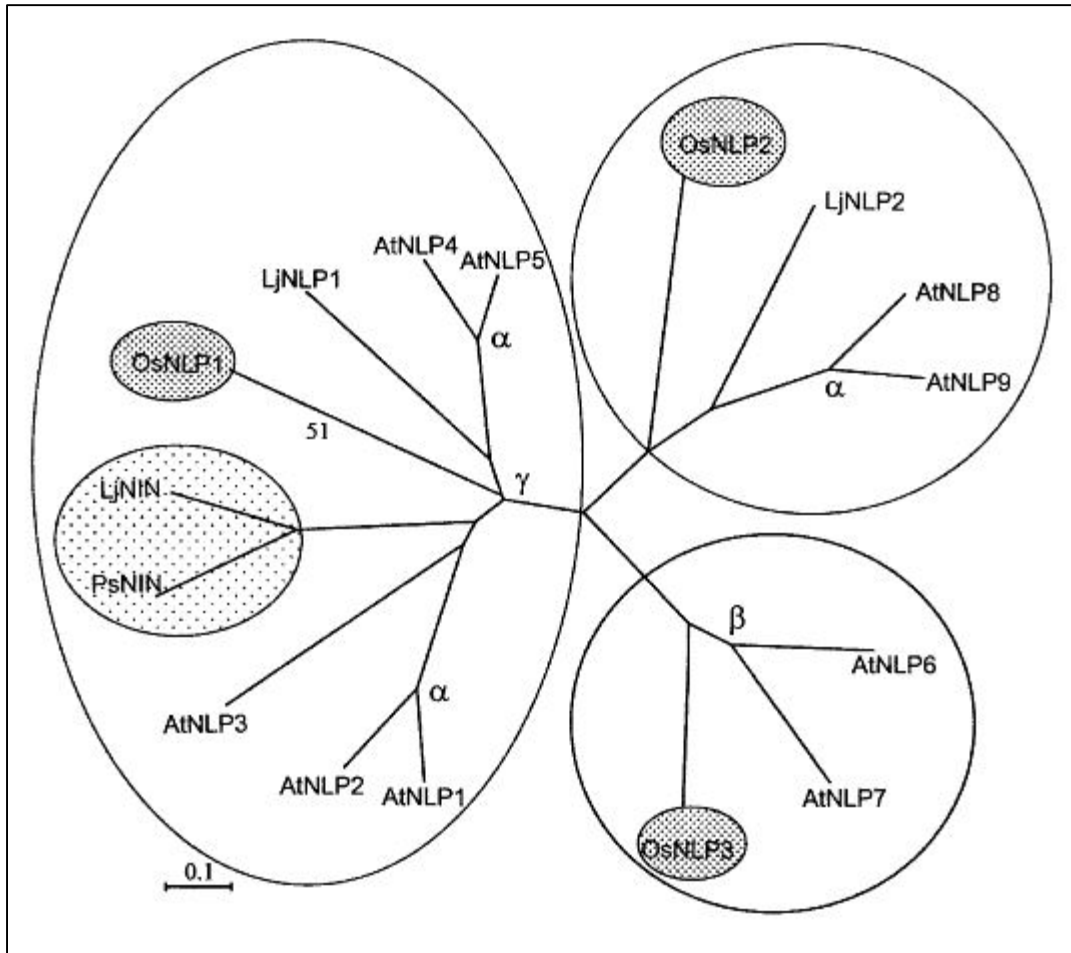 OsNLP2
LjNLP2
AtNLP4
AtNLP5
LjNLP1
AtNLP8
α
OsNLP1
α
AtNLP9
51
γ
LjNIN
PsNIN
β
AtNLP6
α
AtNLP3
AtNLP2
AtNLP1
AtNLP7
OsNLP3
0.1